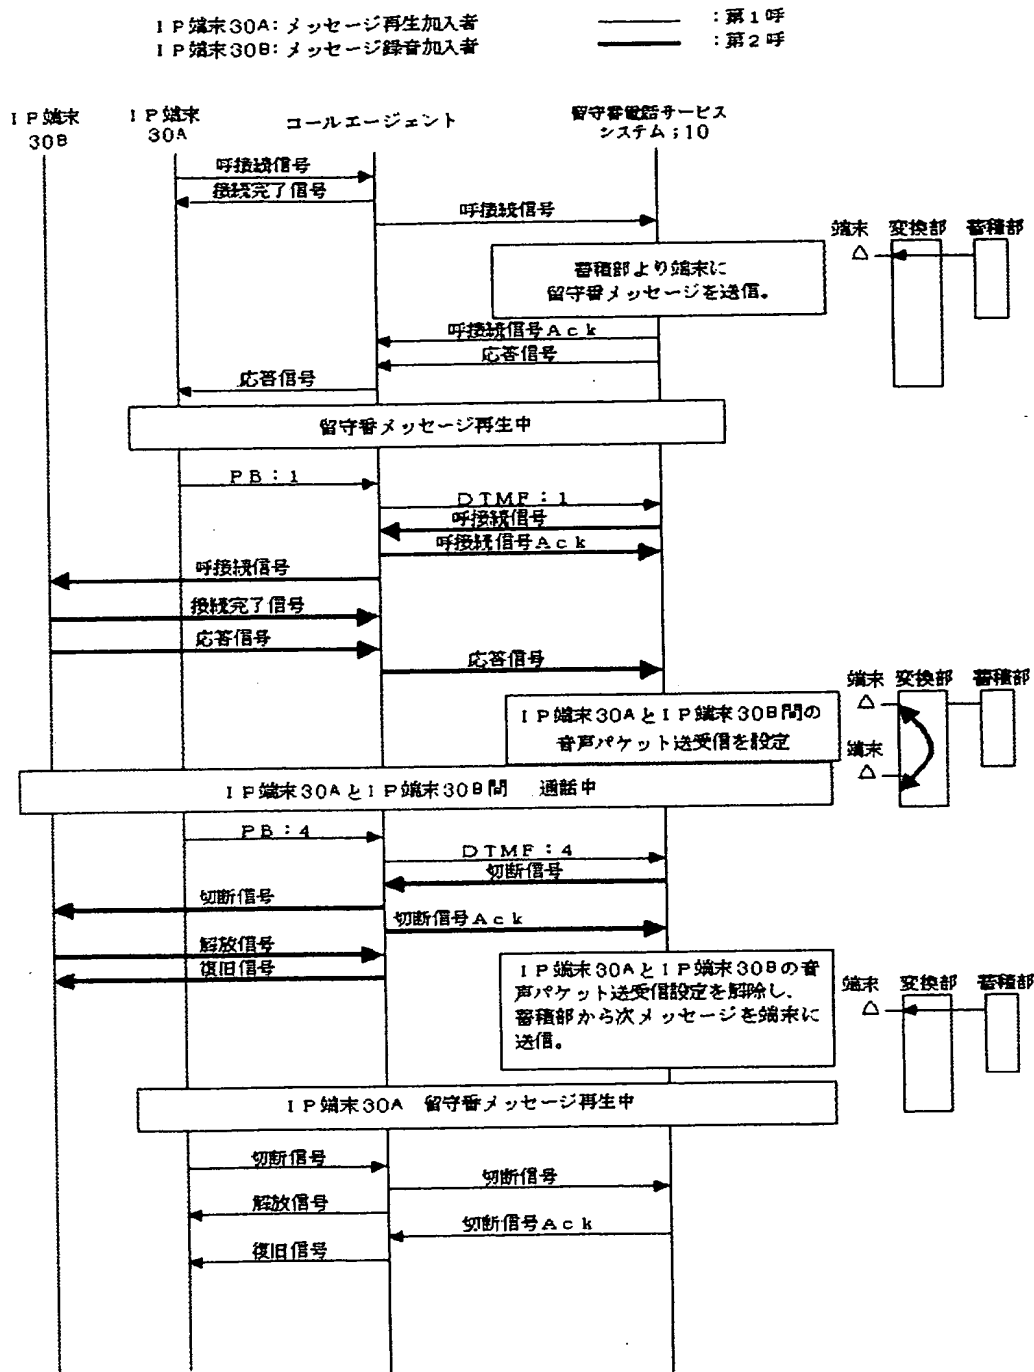 IP端末30A:メッセージ再生加入者
:第1呼
IP端末30B:メッセージ録音加入者
:第2呼
IP端末
30B
IP端末
30A
コールエージェント
留守番電話サービス
システム;10
呼接続信号
接続完了信号
呼接続信号
端末 変換部 蓄積部
蓄積部より端末に
留守番メッセージを送信。
呼接続信号Ack
応答信号
応答信号
留守番メッセージ再生中
PB:1
DTMF:1
呼接続信号
呼接続信号Ack
呼接続信号
接続完了信号
応答信号
応答信号
端末 変換部 蓄積部
IP端末30AとIP端末30B間の
音声パケット送受信を設定
端末
IP端末30AとIP端末30B間 通話中
PB:4
DTMF:4
切断信号
切断信号
切断信号Ack
解放信号
復旧信号
IP端末30AとIP端末30Bの音
声パケット送受信設定を解除し、
蓄積部から次メッセージを端末に
送信。
端末 変換部 蓄積部
IP端末30A 留守番メッセージ再生中
切断信号
切断信号
解放信号
切断信号Ack
復旧信号